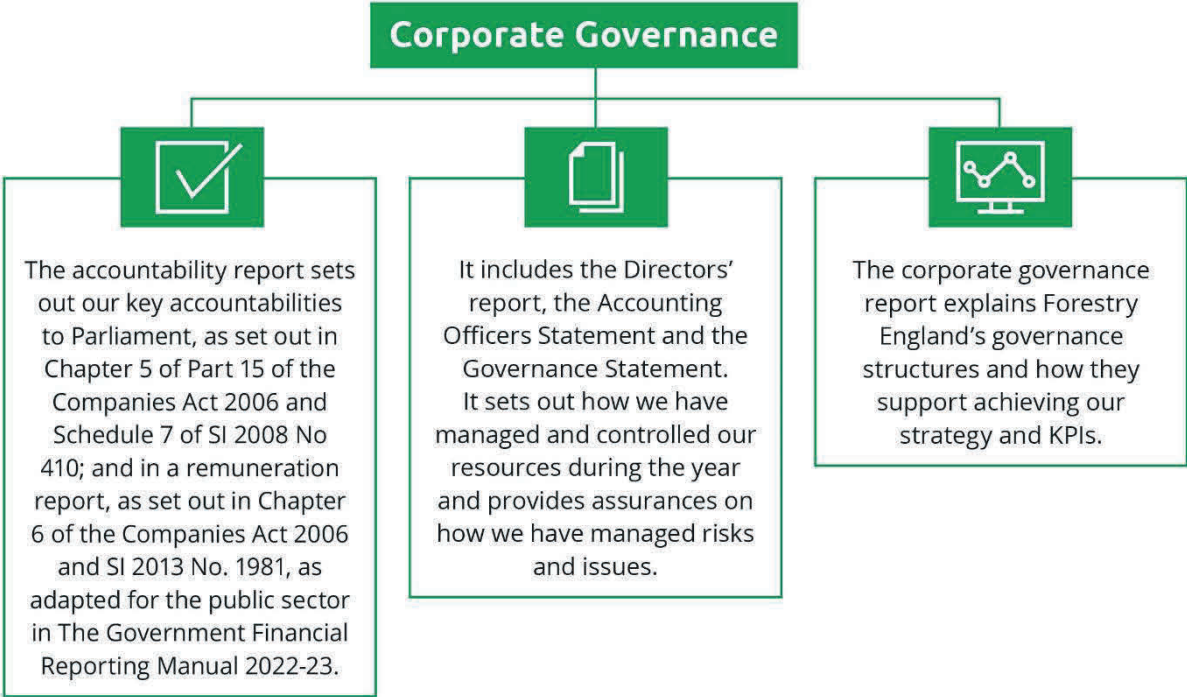 Corporate Governance
The accountability report sets
out our key accountabilities
to Parliament, as set out in
Chapter 5 of Part 15 of the
Companies Act 2006 and
Schedule 7 of SI 2008 No
410; and in a remuneration
report, as set out in Chapter
6 of the Companies Act 2006
and SI 2013 No. 1981, as
adapted for the public sector
in The Government Financial
Reporting Manual 2022-23.
It includes the Directors’
report, the Accounting
Officers Statement and the
Governance Statement.
It sets out how we have
managed and controlled our
resources during the year
and provides assurances on
how we have managed risks
and issues.
The corporate governance
report explains Forestry
England’s governance
structures and how they
support achieving our
strategy and KPIs.